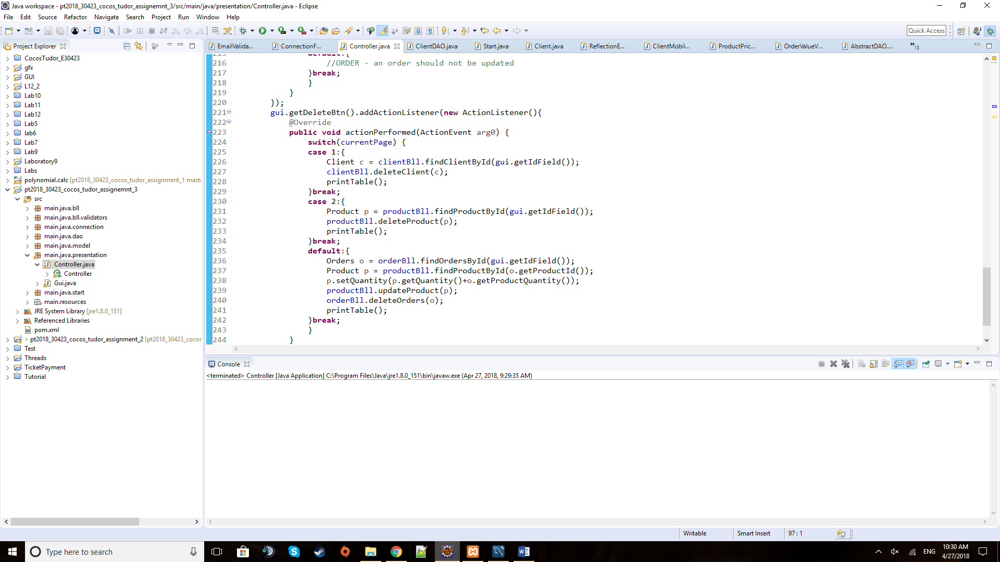 Java workspace - pt2018_30423_cocos_tudor_assignemnt_3/src/main/java/presentation/Controller.java - Eclipse
File Edit Source Refactor Navigate Search Project Run Window Help
Quick Access
Project Explorer
CocosTudor_E30423
gfx
GUI
L12_2
Lab10
Lab11
Lab12
Lab5
lab6
Lab7
Lab9
Laboratory9
Labs
polynomial.calc [pt2018_30423_cocos_tudor_assignment_1 maste
pt2018_30423_cocos_tudor_assignemnt_3
src
main.java.bll
main.java.bll.validators
main.java.connection
main.java.dao
main.java.model
main.java.presentation
Controller.java
Controller
Gui.java
main.java.start
main.resources
JRE System Library [jre1.8.0_151]
Referenced Libraries
pom.xml
> pt2018_30423_cocos_tudor_assignment_2 [pt2018_30423_cocos
Test
Threads
TicketPayment
Tutorial
EmailValida... ConnectionF... Controller.java ClientDAO.java Start.java Client.java ReflectionE... ClientMobil... ProductPric... OrderValueV... AbstractDAO.... »13
215 default:{
216 //ORDER - an order should not be updated
217 }break;
218 }
219 }
220 });
221 gui.getDeleteBtn().addActionListener(new ActionListener(){
222 @Override
223 public void actionPerformed(ActionEvent arg0) {
224 switch(currentPage) {
225 case 1:{
226 Client c = clientBll.findClientById(gui.getIdField());
227 clientBll.deleteClient(c);
228 printTable();
229 }break;
230 case 2:{
231 Product p = productBll.findProductById(gui.getIdField());
232 productBll.deleteProduct(p);
233 printTable();
234 }break;
235 default:{
236 Orders o = orderBll.findOrdersById(gui.getIdField());
237 Product p = productBll.findProductById(o.getProductId());
238 p.setQuantity(p.getQuantity()+o.getProductQuantity());
239 productBll.updateProduct(p);
240 orderBll.deleteOrders(o);
241 printTable();
242 }break;
243 }
244 }
Console
<terminated> Controller [Java Application] C:\Program Files\Java\jre1.8.0_151\bin\javaw.exe (Apr 27, 2018, 9:29:35 AM)
Writable Smart Insert 97 : 1
Type here to search
ENG
10:30 AM
4/27/2018